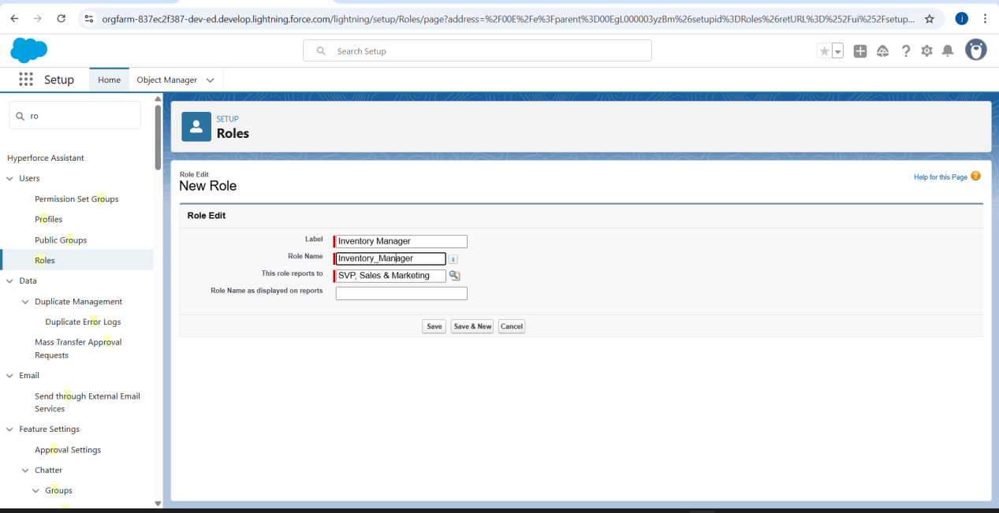 orgfarm-837ec2f387-dev-ed.develop.lightning.force.com/lightning/setup/Roles/page?address=%2F00E%2Fe%3Fparent%3D00EgL000003yzBm%26setupid%3DRoles%26retURL%3D%252Fui%252Fsetup...
i
Search Setup
Setup
Home
Object Manager
ro
Hyperforce Assistant
Users
Permission Set Groups
Profiles
Public Groups
Roles
Data
Duplicate Management
Duplicate Error Logs
Mass Transfer Approval
Requests
Email
Send through External Email
Services
Feature Settings
Approval Settings
Chatter
Groups
SETUP
Roles
Role Edit
New Role
Help for this Page ?
Role Edit
Label Inventory Manager
Role Name Inventory_Manager i
This role reports to SVP, Sales & Marketing
Role Name as displayed on reports
Save Save & New Cancel